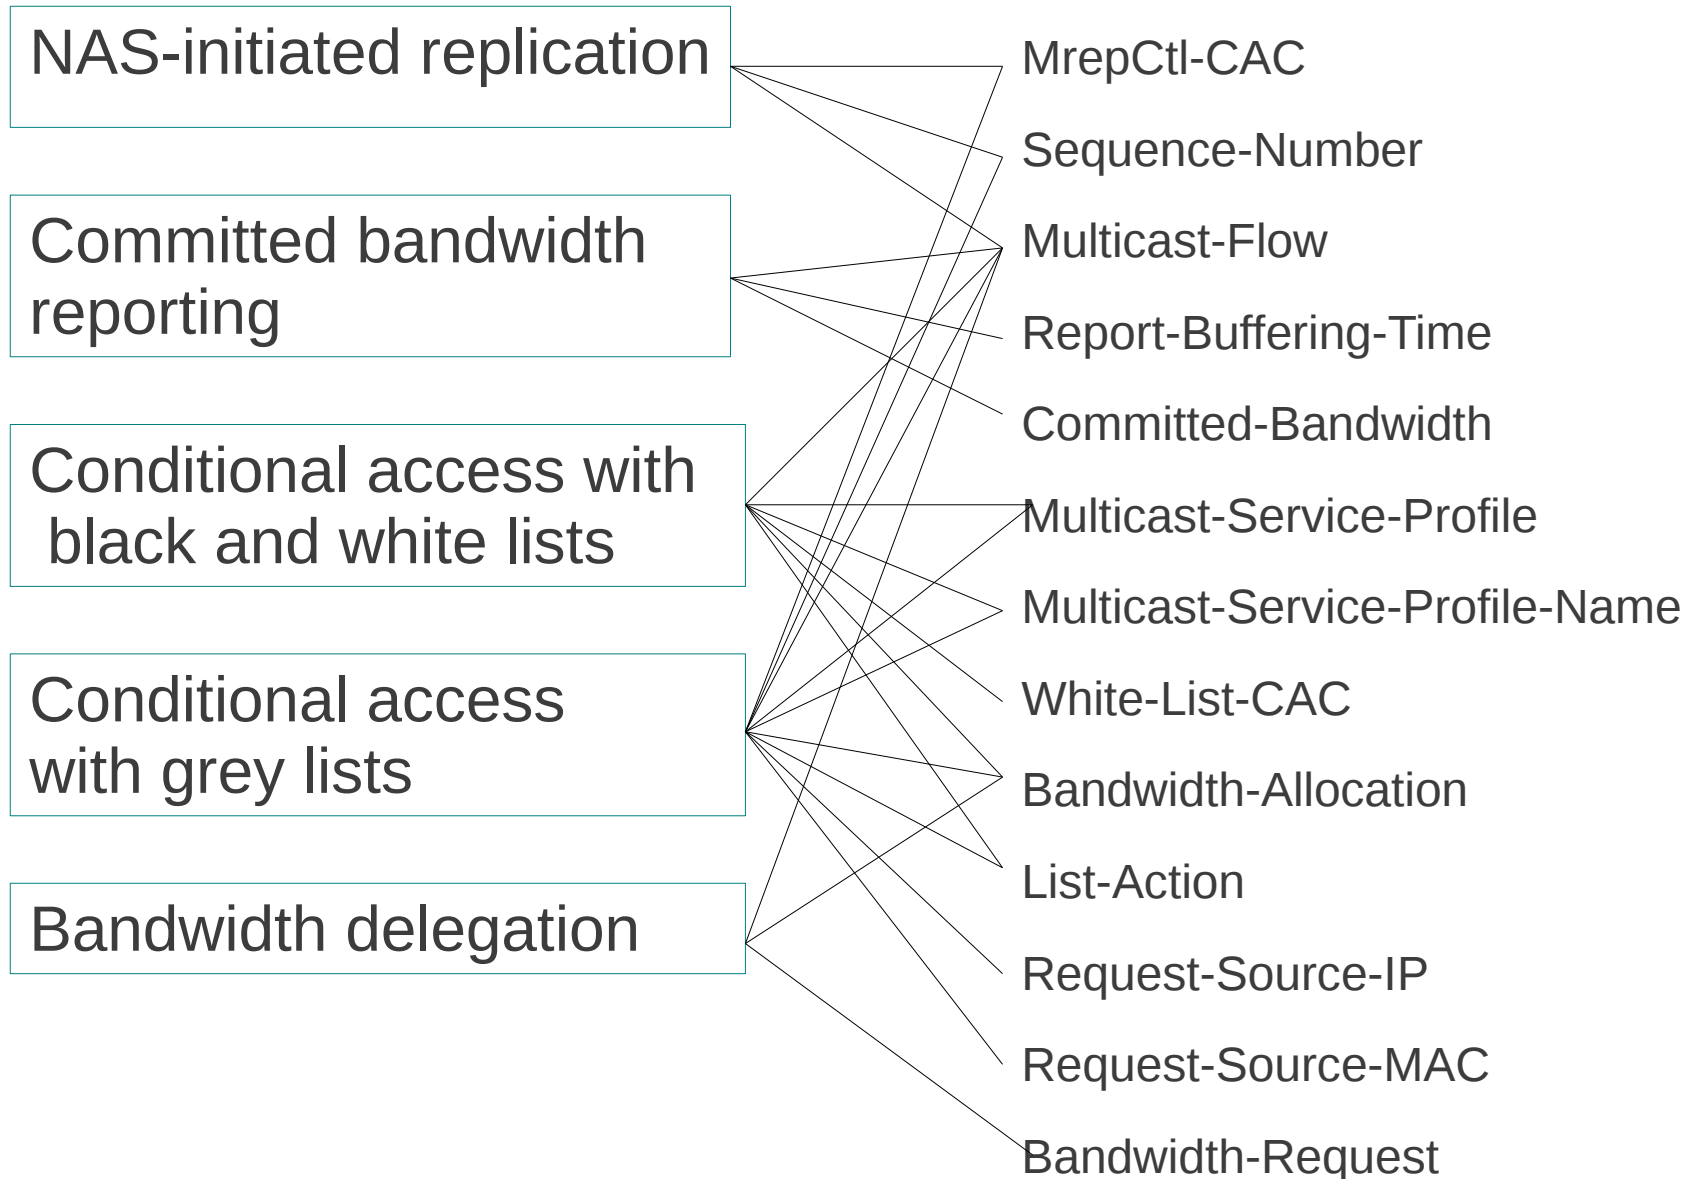 NAS-initiated replication
Committed bandwidth
reporting
Conditional access with
black and white lists
Conditional access
with grey lists
Bandwidth delegation
MrepCtl-CAC
Sequence-Number
Multicast-Flow
Report-Buffering-Time
Committed-Bandwidth
Multicast-Service-Profile
Multicast-Service-Profile-Name
White-List-CAC
Bandwidth-Allocation
List-Action
Request-Source-IP
Request-Source-MAC
Bandwidth-Request